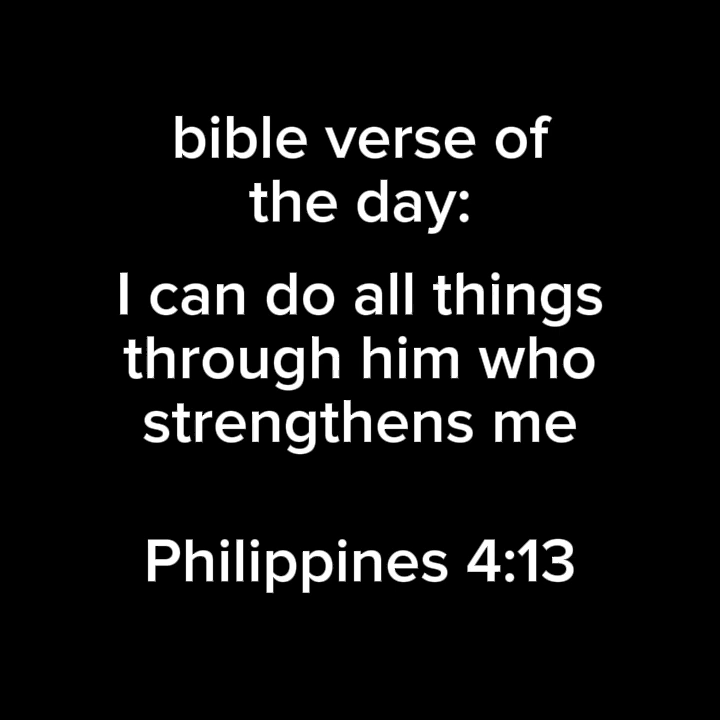 bible verse of
the day:
I can do all things
through him who
strengthens me
Philippines 4:13